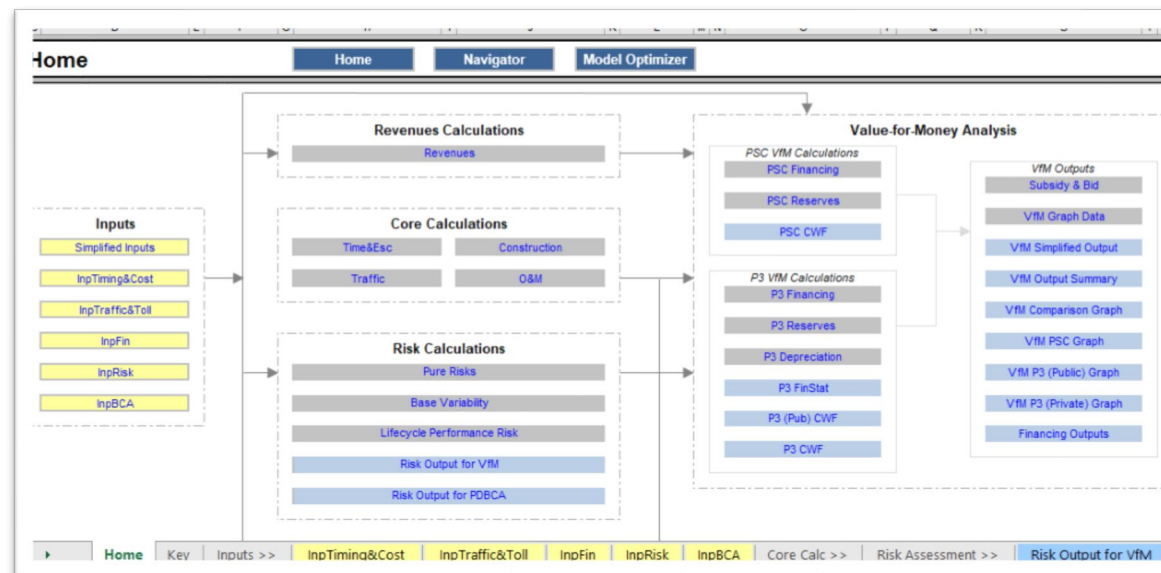 Home
Home Navigator Model Optimizer
Revenues Calculations
Revenues
Inputs
Simplified Inputs
InpTiming&Cost
InpTraffic&Toll
InpFin
InpRisk
InpBCA
Core Calculations
Time&Esc Construction
Traffic O&M
Risk Calculations
Pure Risks
Base Variability
Lifecycle Performance Risk
Risk Output for VfM
Risk Output for PDBCA
Value-for-Money Analysis
PSC VfM Calculations
PSC Financing
PSC Reserves
PSC CWF
P3 VfM Calculations
P3 Financing
P3 Reserves
P3 Depreciation
P3 FinStat
P3 (Pub) CWF
P3 CWF
VfM Outputs
Subsidy & Bid
VfM Graph Data
VfM Simplified Output
VfM Output Summary
VfM Comparison Graph
VfM PSC Graph
VfM P3 (Public) Graph
VfM P3 (Private) Graph
Financing Outputs
Home Key Inputs >> InpTiming&Cost InpTraffic&Toll InpFin InpRisk InpBCA Core Calc >> Risk Assessment >> Risk Output for VfM